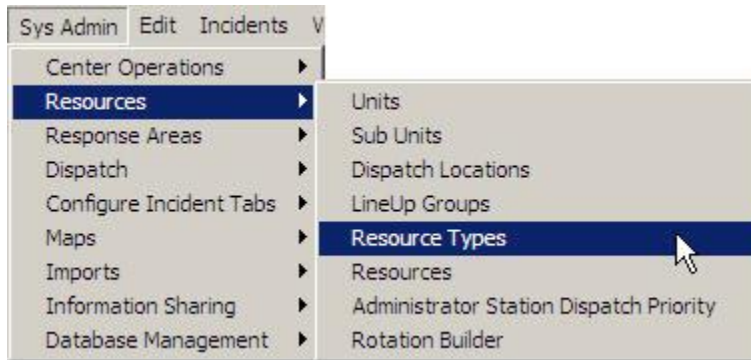 Sys Admin Edit Incidents
Center Operations
Resources
Response Areas
Dispatch
Configure Incident Tabs
Maps
Imports
Information Sharing
Database Management
Units
Sub Units
Dispatch Locations
LineUp Groups
Resource Types
Resources
Administrator Station Dispatch Priority
Rotation Builder